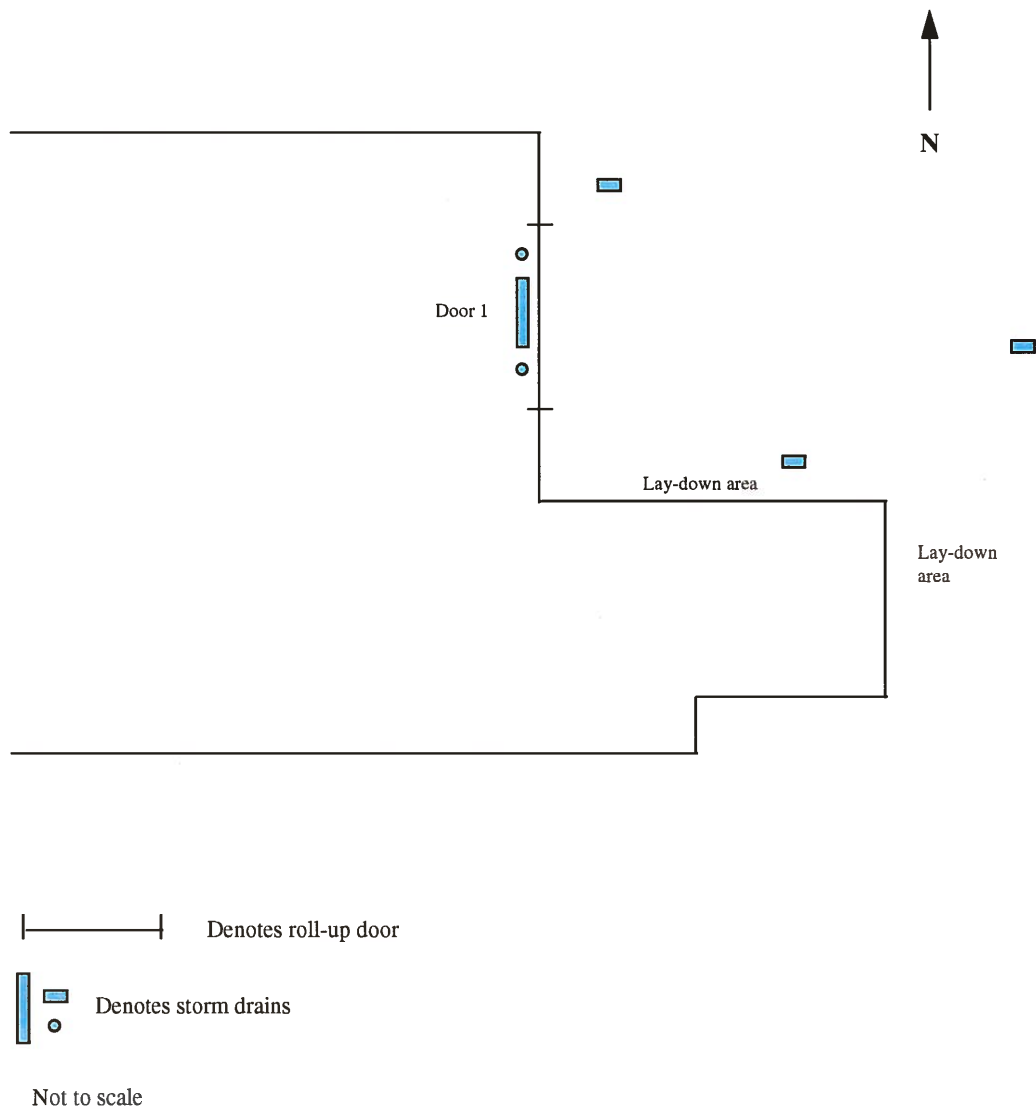 N
Door 1
Lay-down area
Lay-down
area
Denotes roll-up door
Denotes storm drains
Not to scale